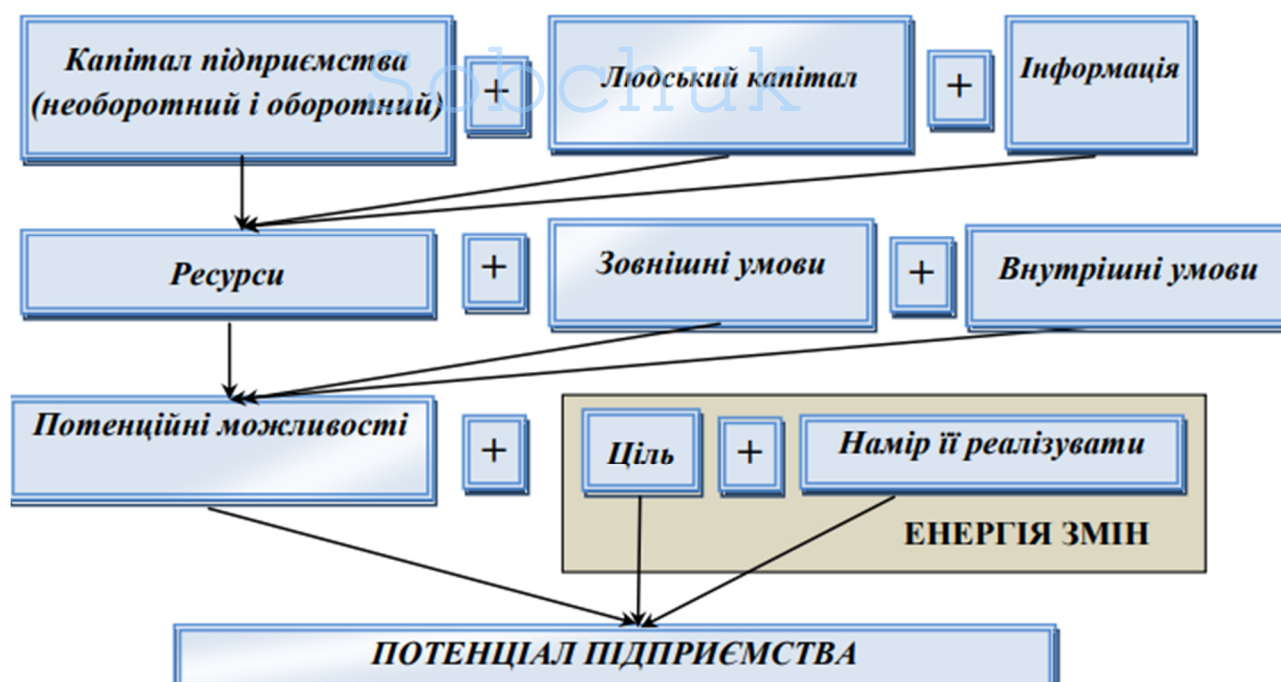 Капітал підприємства
(необоротний і оборотний)
+
Людський капітал
+
Інформація
Sobchuk
Ресурси
+
Зовнішні умови
+
Внутрішні умови
Потенційні можливості
+
Ціль
+
Намір її реалізувати
ЕНЕРГІЯ ЗМІН
ПОТЕНЦІАЛ ПІДПРИЄМСТВА